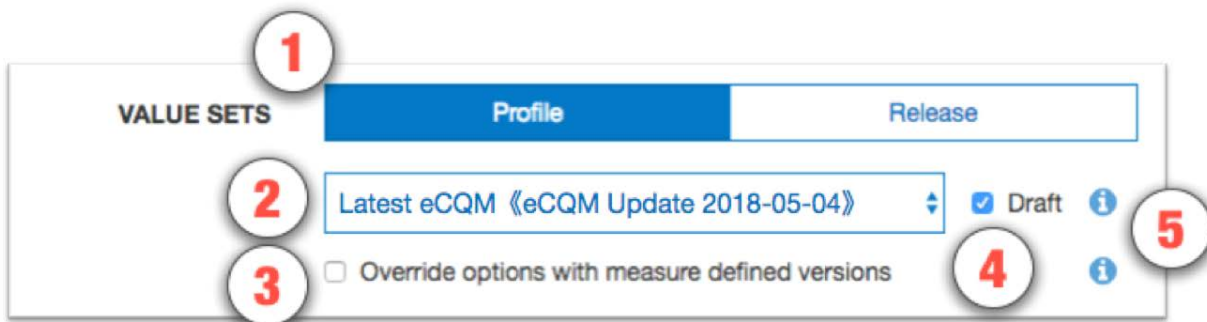 1
VALUE SETS Profile Release
2 Latest eCQM 《eCQM Update 2018-05-04》 Draft i 5
3 Override options with measure defined versions 4 i